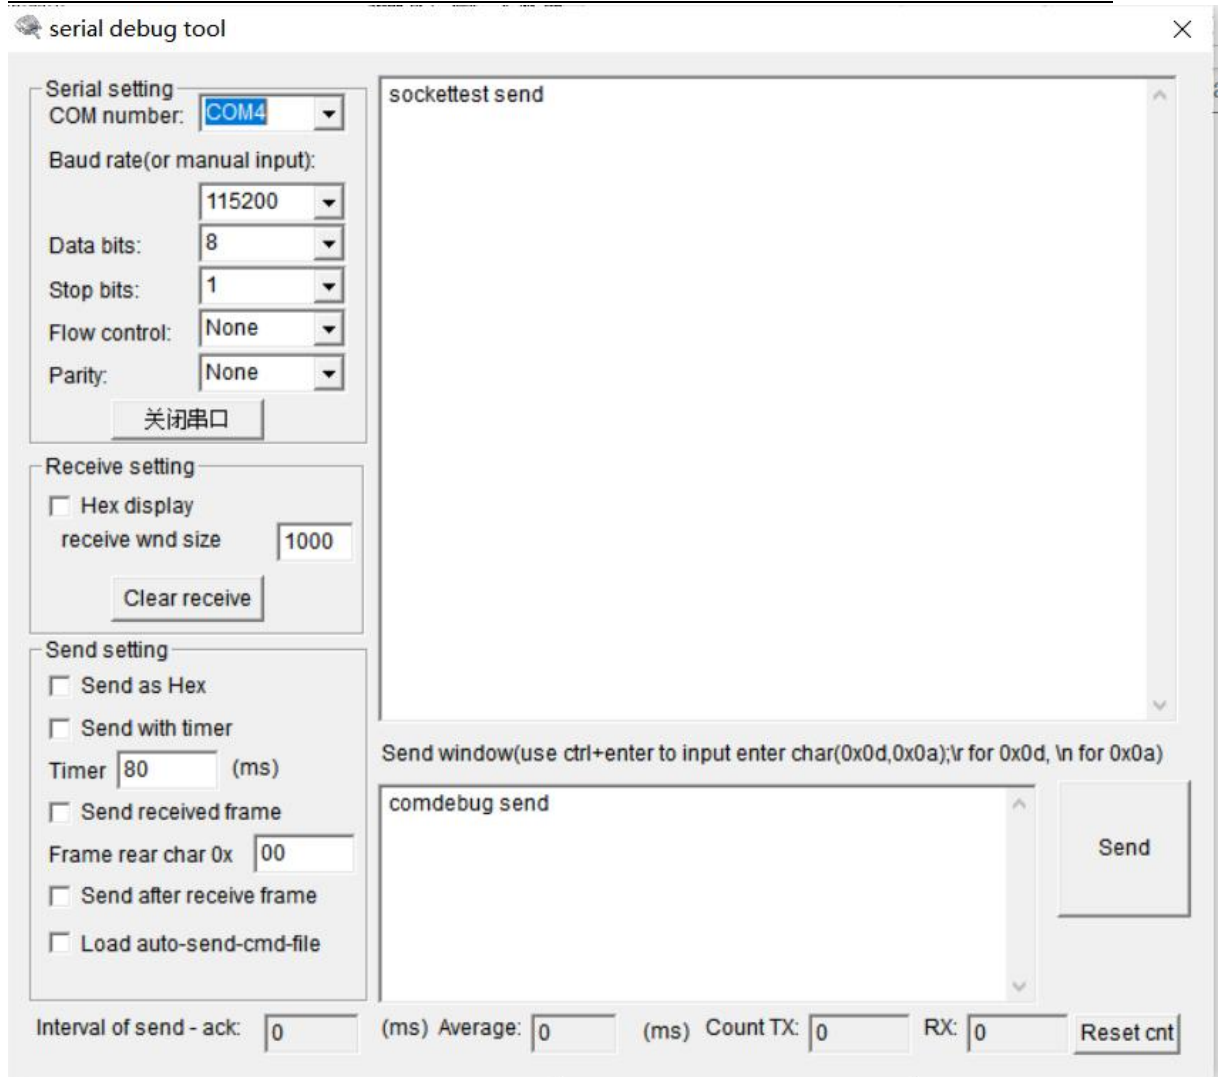 serial debug tool
Serial setting
COM number: COM4
Baud rate(or manual input):
115200
Data bits: 8
Stop bits: 1
Flow control: None
Parity: None
关闭串口
Receive setting
Hex display
receive wnd size 1000
Clear receive
Send setting
Send as Hex
Send with timer
Timer 80 (ms)
Send received frame
Frame rear char 0x 00
Send after receive frame
Load auto-send-cmd-file
sockettest send
Send window(use ctrl+enter to input enter char(0x0d,0x0a);\r for 0x0d, \n for 0x0a)
comdebug send
Send
Interval of send - ack: 0 (ms) Average: 0 (ms) Count TX: 0 RX: 0 Reset cnt